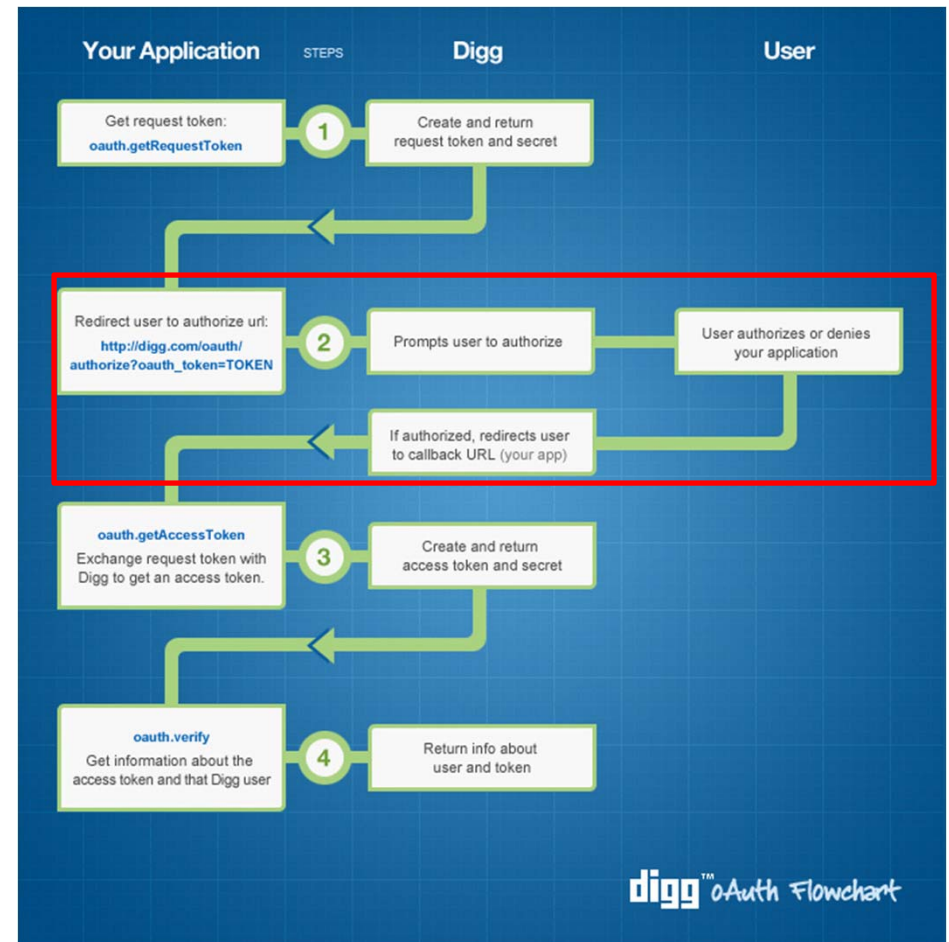 Your Application
STEPS
Digg
User
Get request token:
oauth.getRequestToken
1
Create and return
request token and secret
Redirect user to authorize url:
http://digg.com/oauth/
authorize?oauth_token=TOKEN
2
Prompts user to authorize
User authorizes or denies
your application
If authorized, redirects user
to callback URL (your app)
oauth.getAccessToken
Exchange request token with
Digg to get an access token.
3
Create and return
access token and secret
oauth.verify
Get information about the
access token and that Digg user
4
Return info about
user and token
digg™ oAuth Flowchart